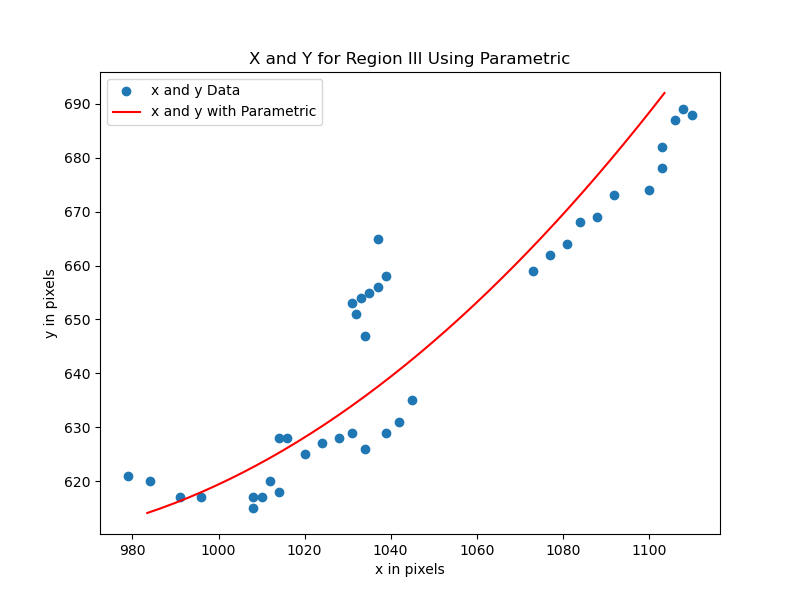 X and Y for Region III Using Parametric
x and y Data
x and y with Parametric
690
680
670
660
650
640
630
620
y in pixels
980 1000 1020 1040 1060 1080 1100
x in pixels